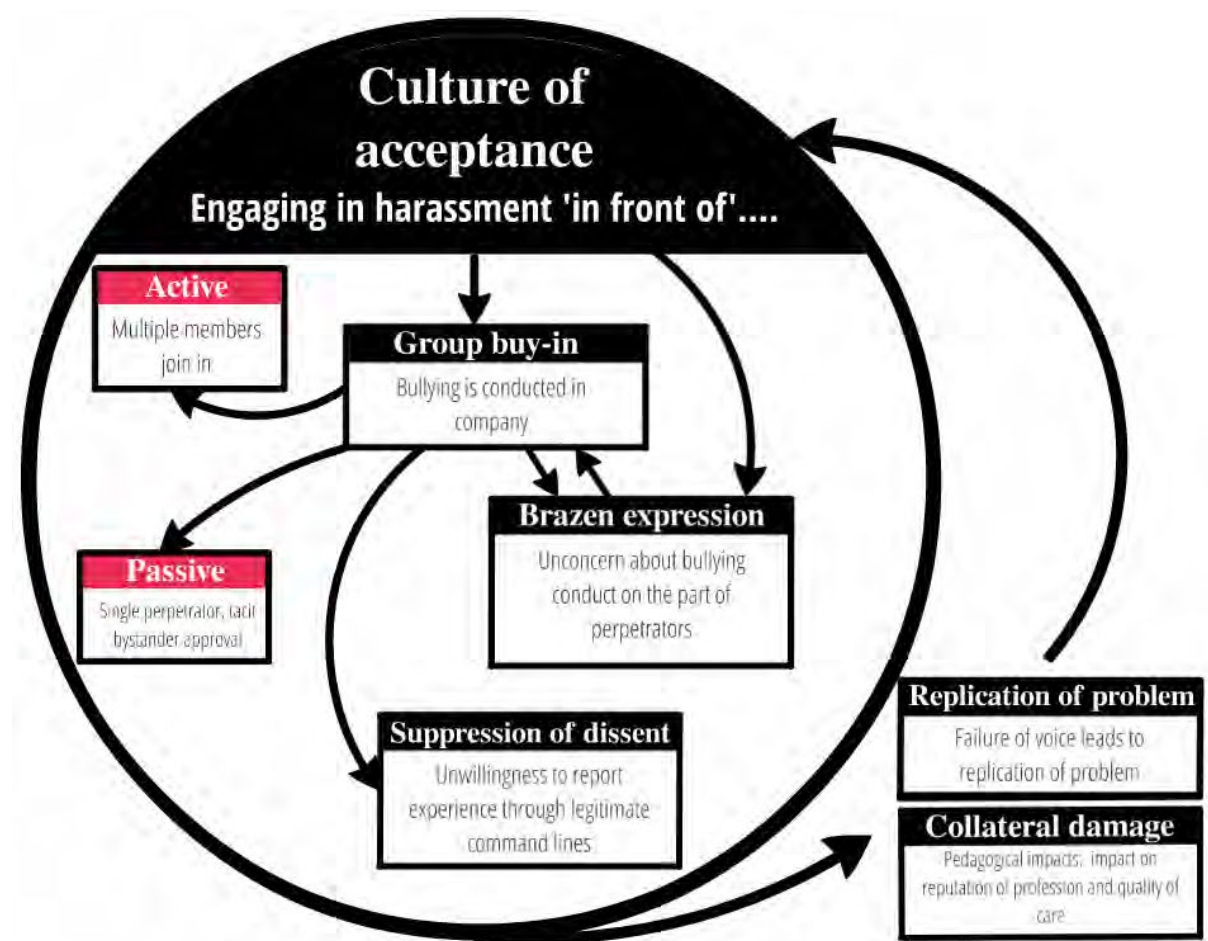 Culture of
acceptance
Engaging in harassment 'in front of'....
Active
Multiple members
join in
Group buy-in
Bullying is conducted in
company
Brazen expression
Unconcern about bullying
conduct on the part of
perpetrators
Passive
Single perpetrator, tacit
bystander approval
Suppression of dissent
Unwillingness to report
experience through legitimate
command lines
Replication of problem
Failure of voice leads to
replication of problem
Collateral damage
Pedagogical impacts: impact on
reputation of profession and quality of
care